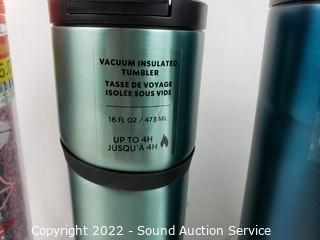 VACUUM INSULATED
TUMBLER
TASSE DE VOYAGE
ISOLÉE SOUS VIDE
16 FL OZ / 473 ML
UP TO 4H
JUSQU'À 4H
Copyright 2022 - Sound Auction Service